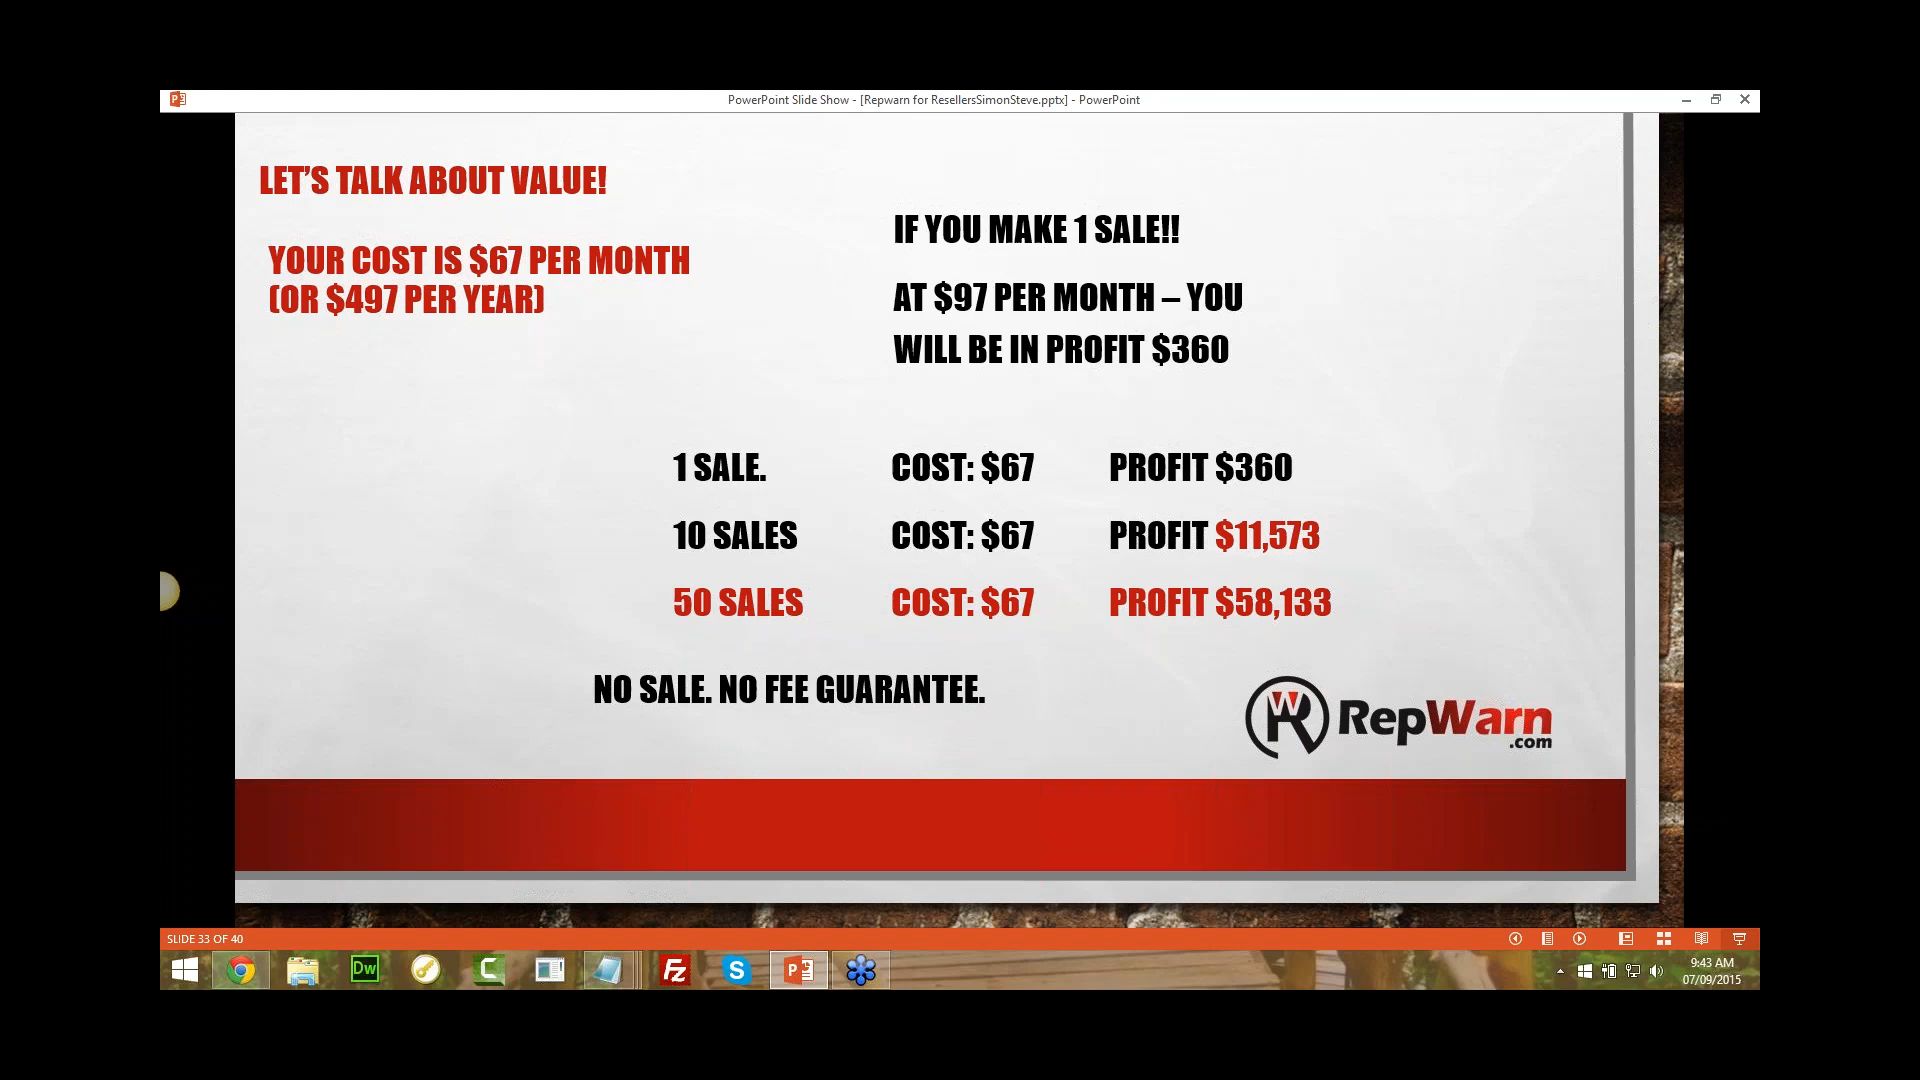 PowerPoint Slide Show - [Repwarn for ResellersSimonSteve.pptx] - PowerPoint
LET’S TALK ABOUT VALUE!
YOUR COST IS $67 PER MONTH
(OR $497 PER YEAR)
IF YOU MAKE 1 SALE!!
AT $97 PER MONTH – YOU
WILL BE IN PROFIT $360
1 SALE. COST: $67 PROFIT $360
10 SALES COST: $67 PROFIT $11,573
50 SALES COST: $67 PROFIT $58,133
NO SALE. NO FEE GUARANTEE.
RepWarn
.com
SLIDE 33 OF 40
Dw
9:43 AM
07/09/2015